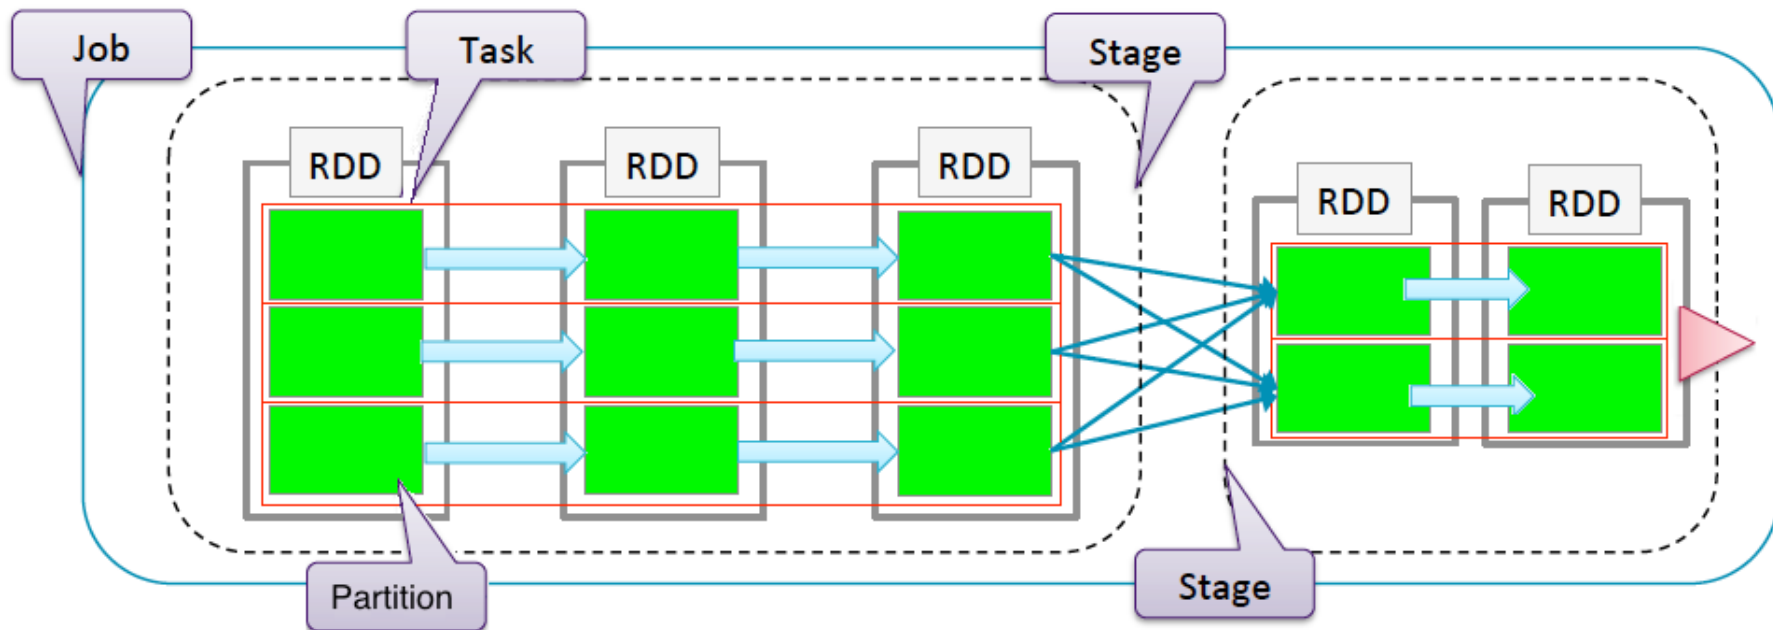 Job
Task
Stage
RDD
RDD
RDD
RDD
RDD
Partition
Stage